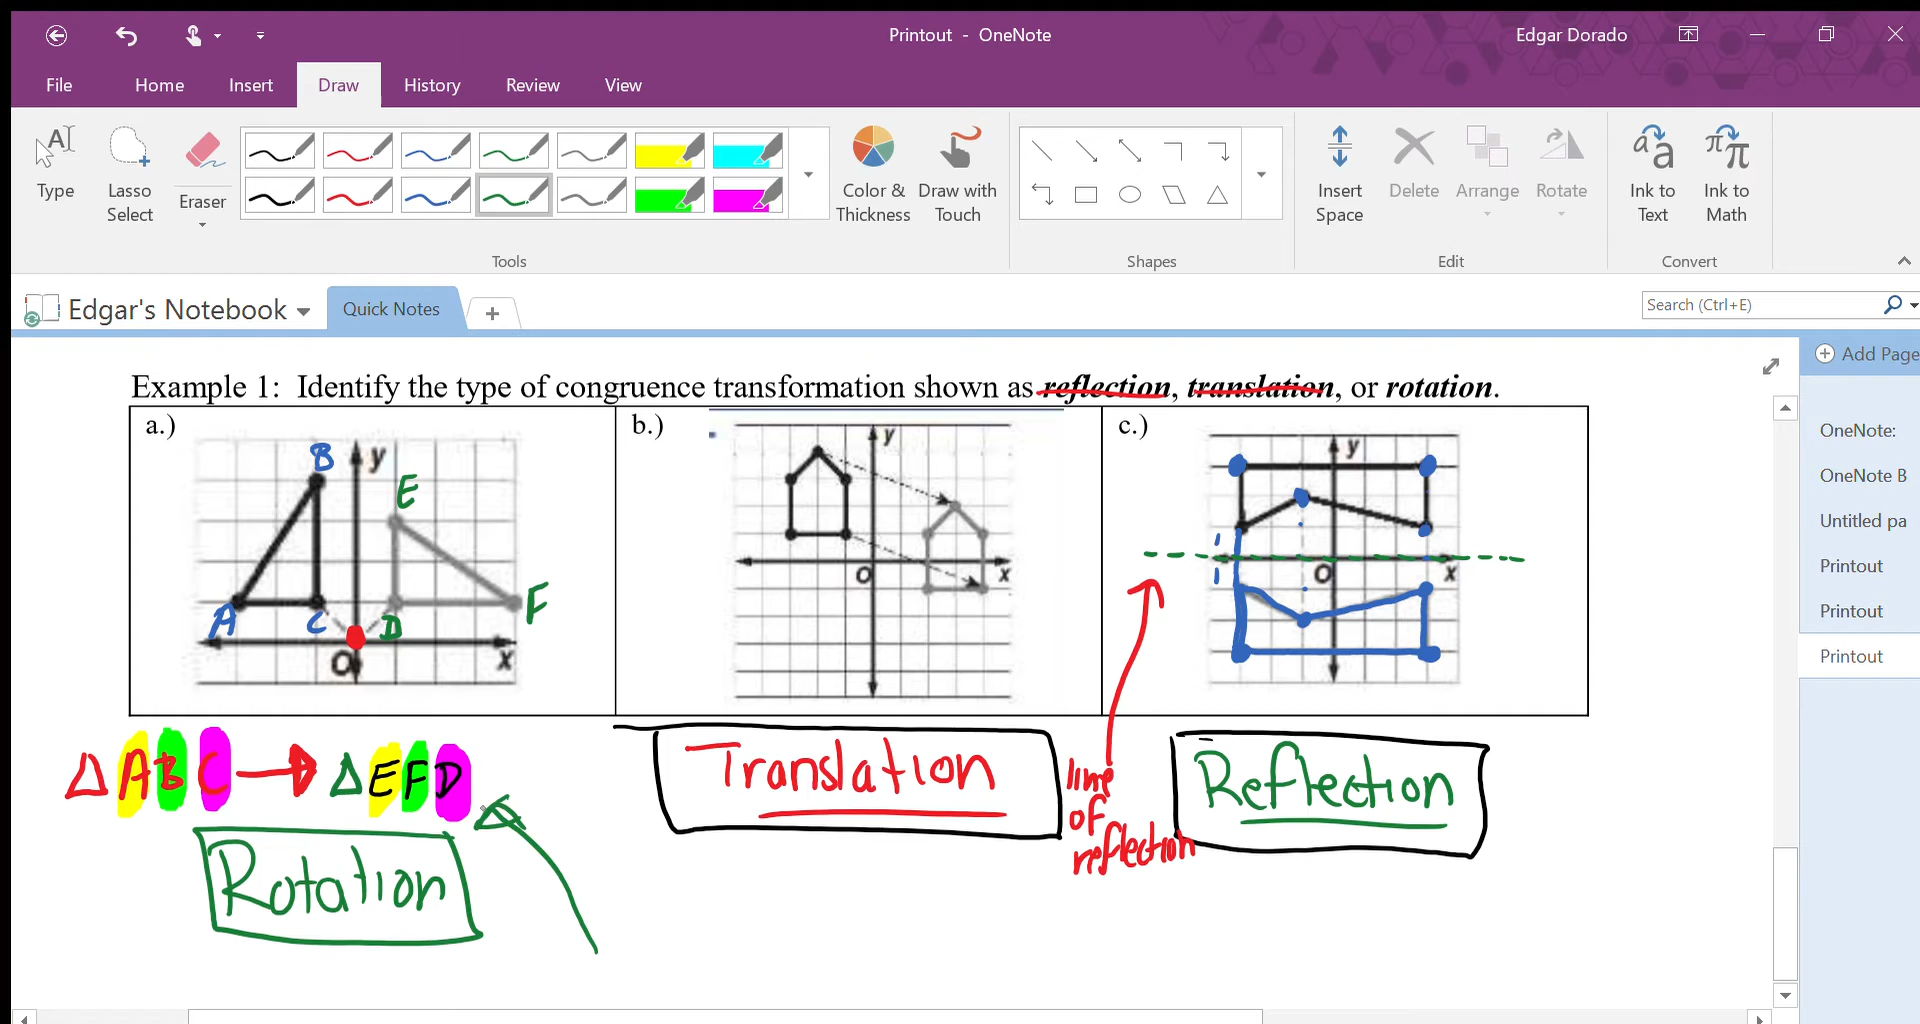 Printout - OneNote
Edgar Dorado
File Home Insert Draw History Review View
Type
Lasso Select
Eraser
Color & Thickness
Draw with Touch
Insert Space
Delete
Arrange
Rotate
Ink to Text
Ink to Math
Tools
Shapes
Edit
Convert
Edgar's Notebook
Quick Notes
+
Search (Ctrl+E)
Add Page
OneNote:
OneNote B
Untitled pa
Printout
Printout
Printout
Example 1: Identify the type of congruence transformation shown as reflection, translation, or rotation.
a.)
B
y
E
A
C
D
F
O
x
b.)
y
O
x
c.)
y
O
x
Δ ABC → Δ EFD
Rotation
Translation
line
of
reflection
Reflection